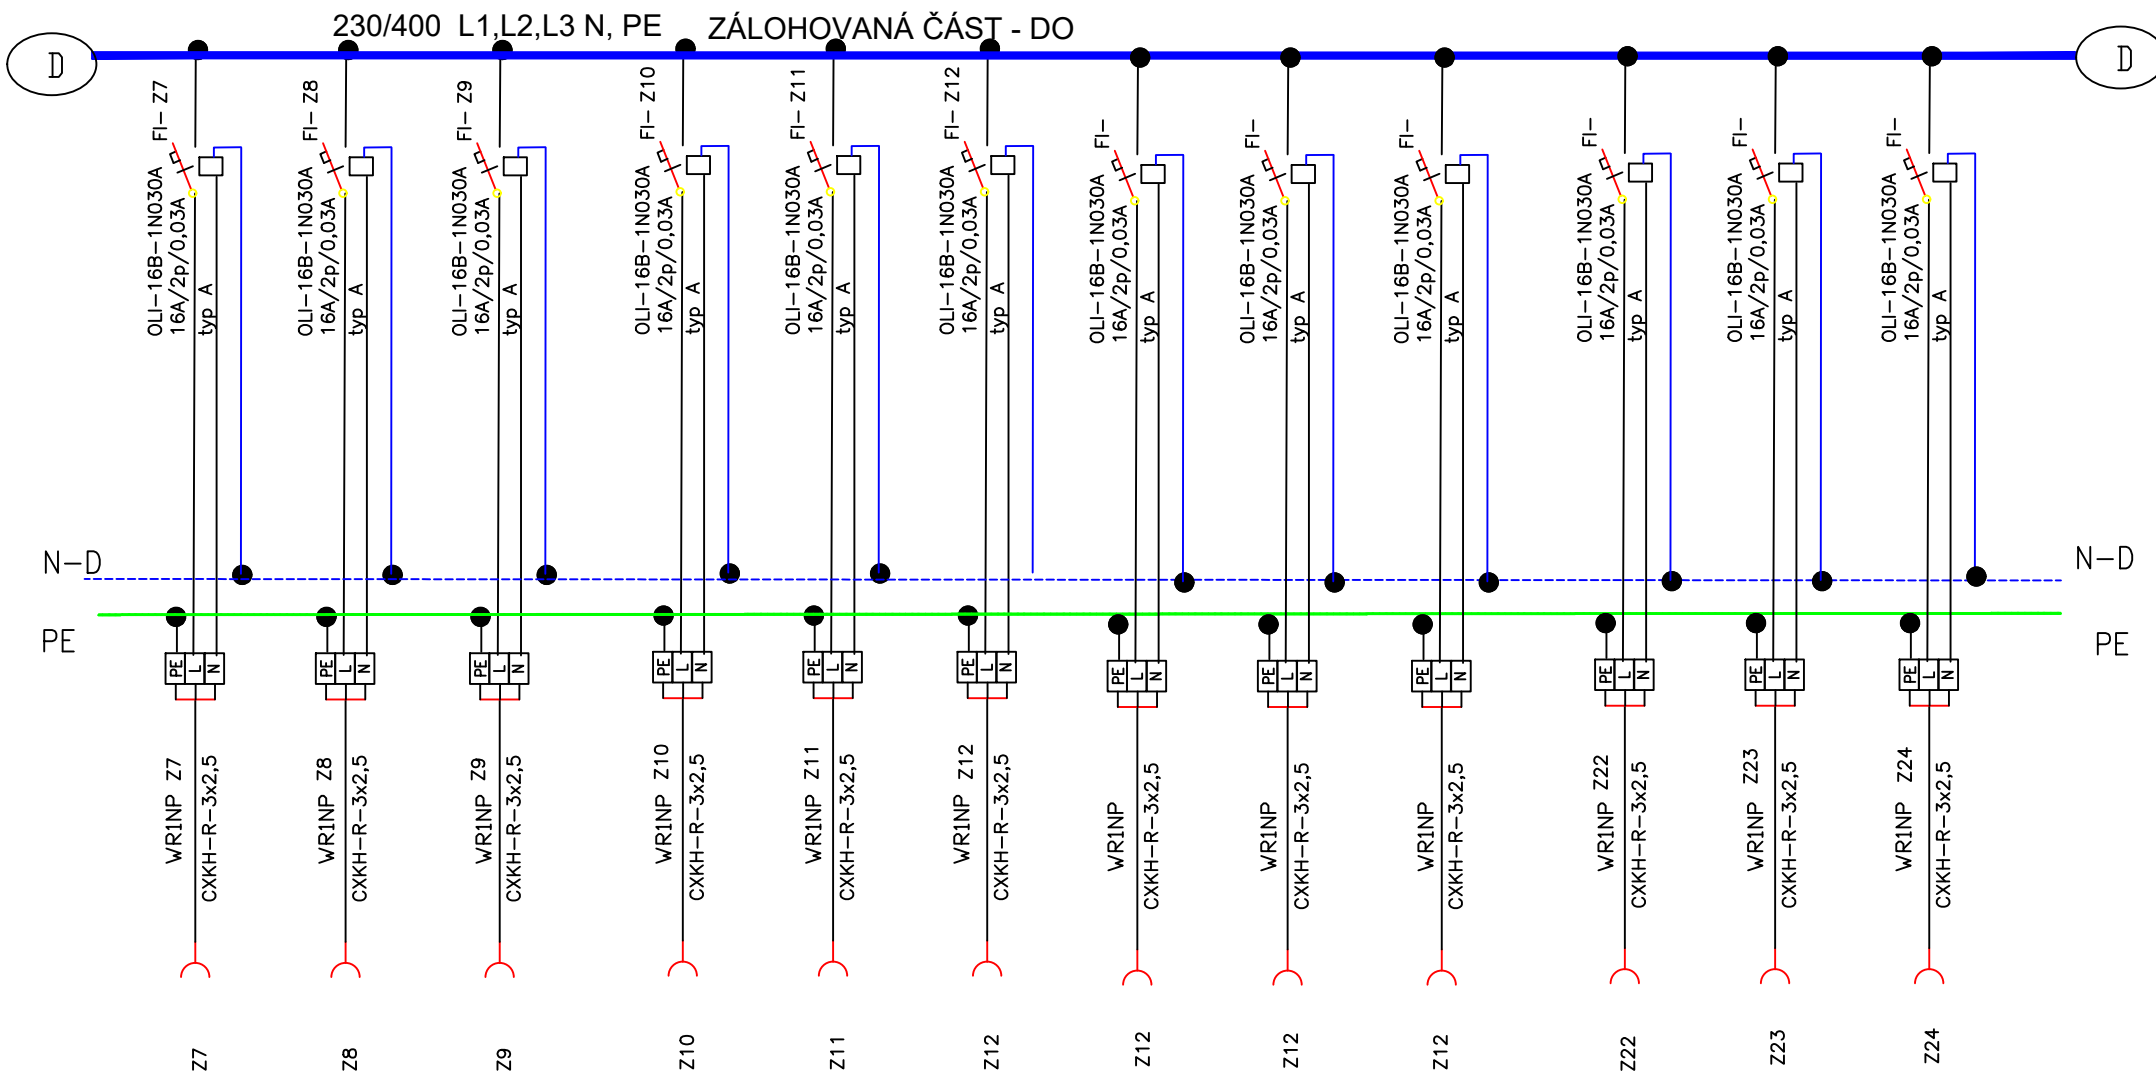 230/400 L1,L2,L3 N, PE ZÁLOHOVANÁ ČÁST - DO
D
D
FI- Z7
OLI-16B-1N030A
16A/2p/0,03A
typ A
FI- Z8
OLI-16B-1N030A
16A/2p/0,03A
typ A
FI- Z9
OLI-16B-1N030A
16A/2p/0,03A
typ A
FI- Z10
OLI-16B-1N030A
16A/2p/0,03A
typ A
FI- Z11
OLI-16B-1N030A
16A/2p/0,03A
typ A
FI- Z12
OLI-16B-1N030A
16A/2p/0,03A
typ A
FI-
OLI-16B-1N030A
16A/2p/0,03A
typ A
FI-
OLI-16B-1N030A
16A/2p/0,03A
typ A
FI-
OLI-16B-1N030A
16A/2p/0,03A
typ A
FI-
OLI-16B-1N030A
16A/2p/0,03A
typ A
FI-
OLI-16B-1N030A
16A/2p/0,03A
typ A
FI-
OLI-16B-1N030A
16A/2p/0,03A
typ A
N-D
N-D
PE
PE
PE L N
PE L N
PE L N
PE L N
PE L N
PE L N
PE L N
PE L N
PE L N
PE L N
PE L N
PE L N
WR1NP Z7
CXKH-R-3x2,5
WR1NP Z8
CXKH-R-3x2,5
WR1NP Z9
CXKH-R-3x2,5
WR1NP Z10
CXKH-R-3x2,5
WR1NP Z11
CXKH-R-3x2,5
WR1NP Z12
CXKH-R-3x2,5
WR1NP
CXKH-R-3x2,5
WR1NP
CXKH-R-3x2,5
WR1NP
CXKH-R-3x2,5
WR1NP Z22
CXKH-R-3x2,5
WR1NP Z23
CXKH-R-3x2,5
WR1NP Z24
CXKH-R-3x2,5
Z7
Z8
Z9
Z10
Z11
Z12
Z12
Z12
Z12
Z22
Z23
Z24